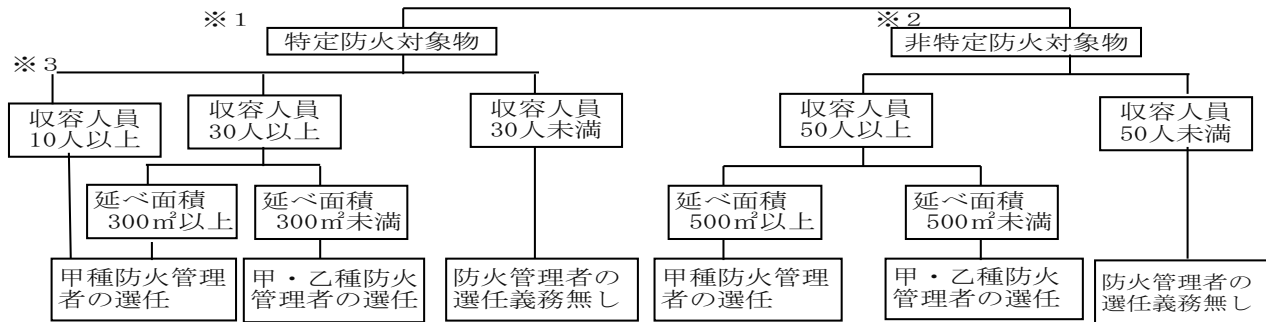 ※1
※2
特定防火対象物
非特定防火対象物
※3
収容人員
10人以上
収容人員
30人以上
収容人員
30人未満
収容人員
50人以上
収容人員
50人未満
延べ面積
300㎡以上
延べ面積
300㎡未満
延べ面積
500㎡以上
延べ面積
500㎡未満
甲種防火管理
者の選任
甲・乙種防火
管理者の選任
防火管理者の
選任義務無し
甲種防火管理
者の選任
甲・乙種防火
管理者の選任
防火管理者の
選任義務無し